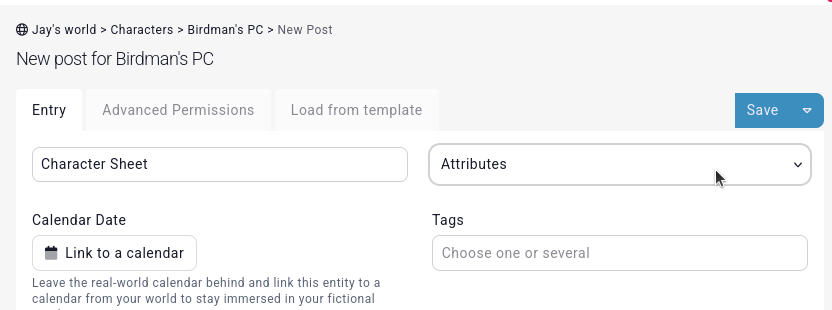 Jay's world > Characters > Birdman's PC > New Post
New post for Birdman's PC
Entry
Advanced Permissions
Load from template
Save
Character Sheet
Attributes
Calendar Date
Tags
Link to a calendar
Choose one or several
Leave the real-world calendar behind and link this entity to a
calendar from your world to stay immersed in your fictional